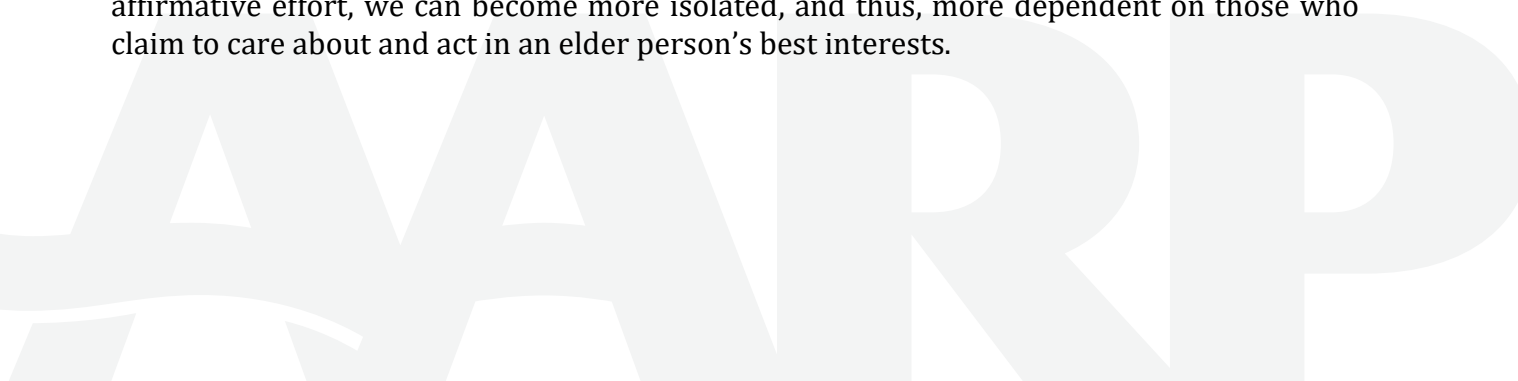 affirmative effort, we can become more isolated, and thus, more dependent on those who
claim to care about and act in an elder person’s best interests.
AARP